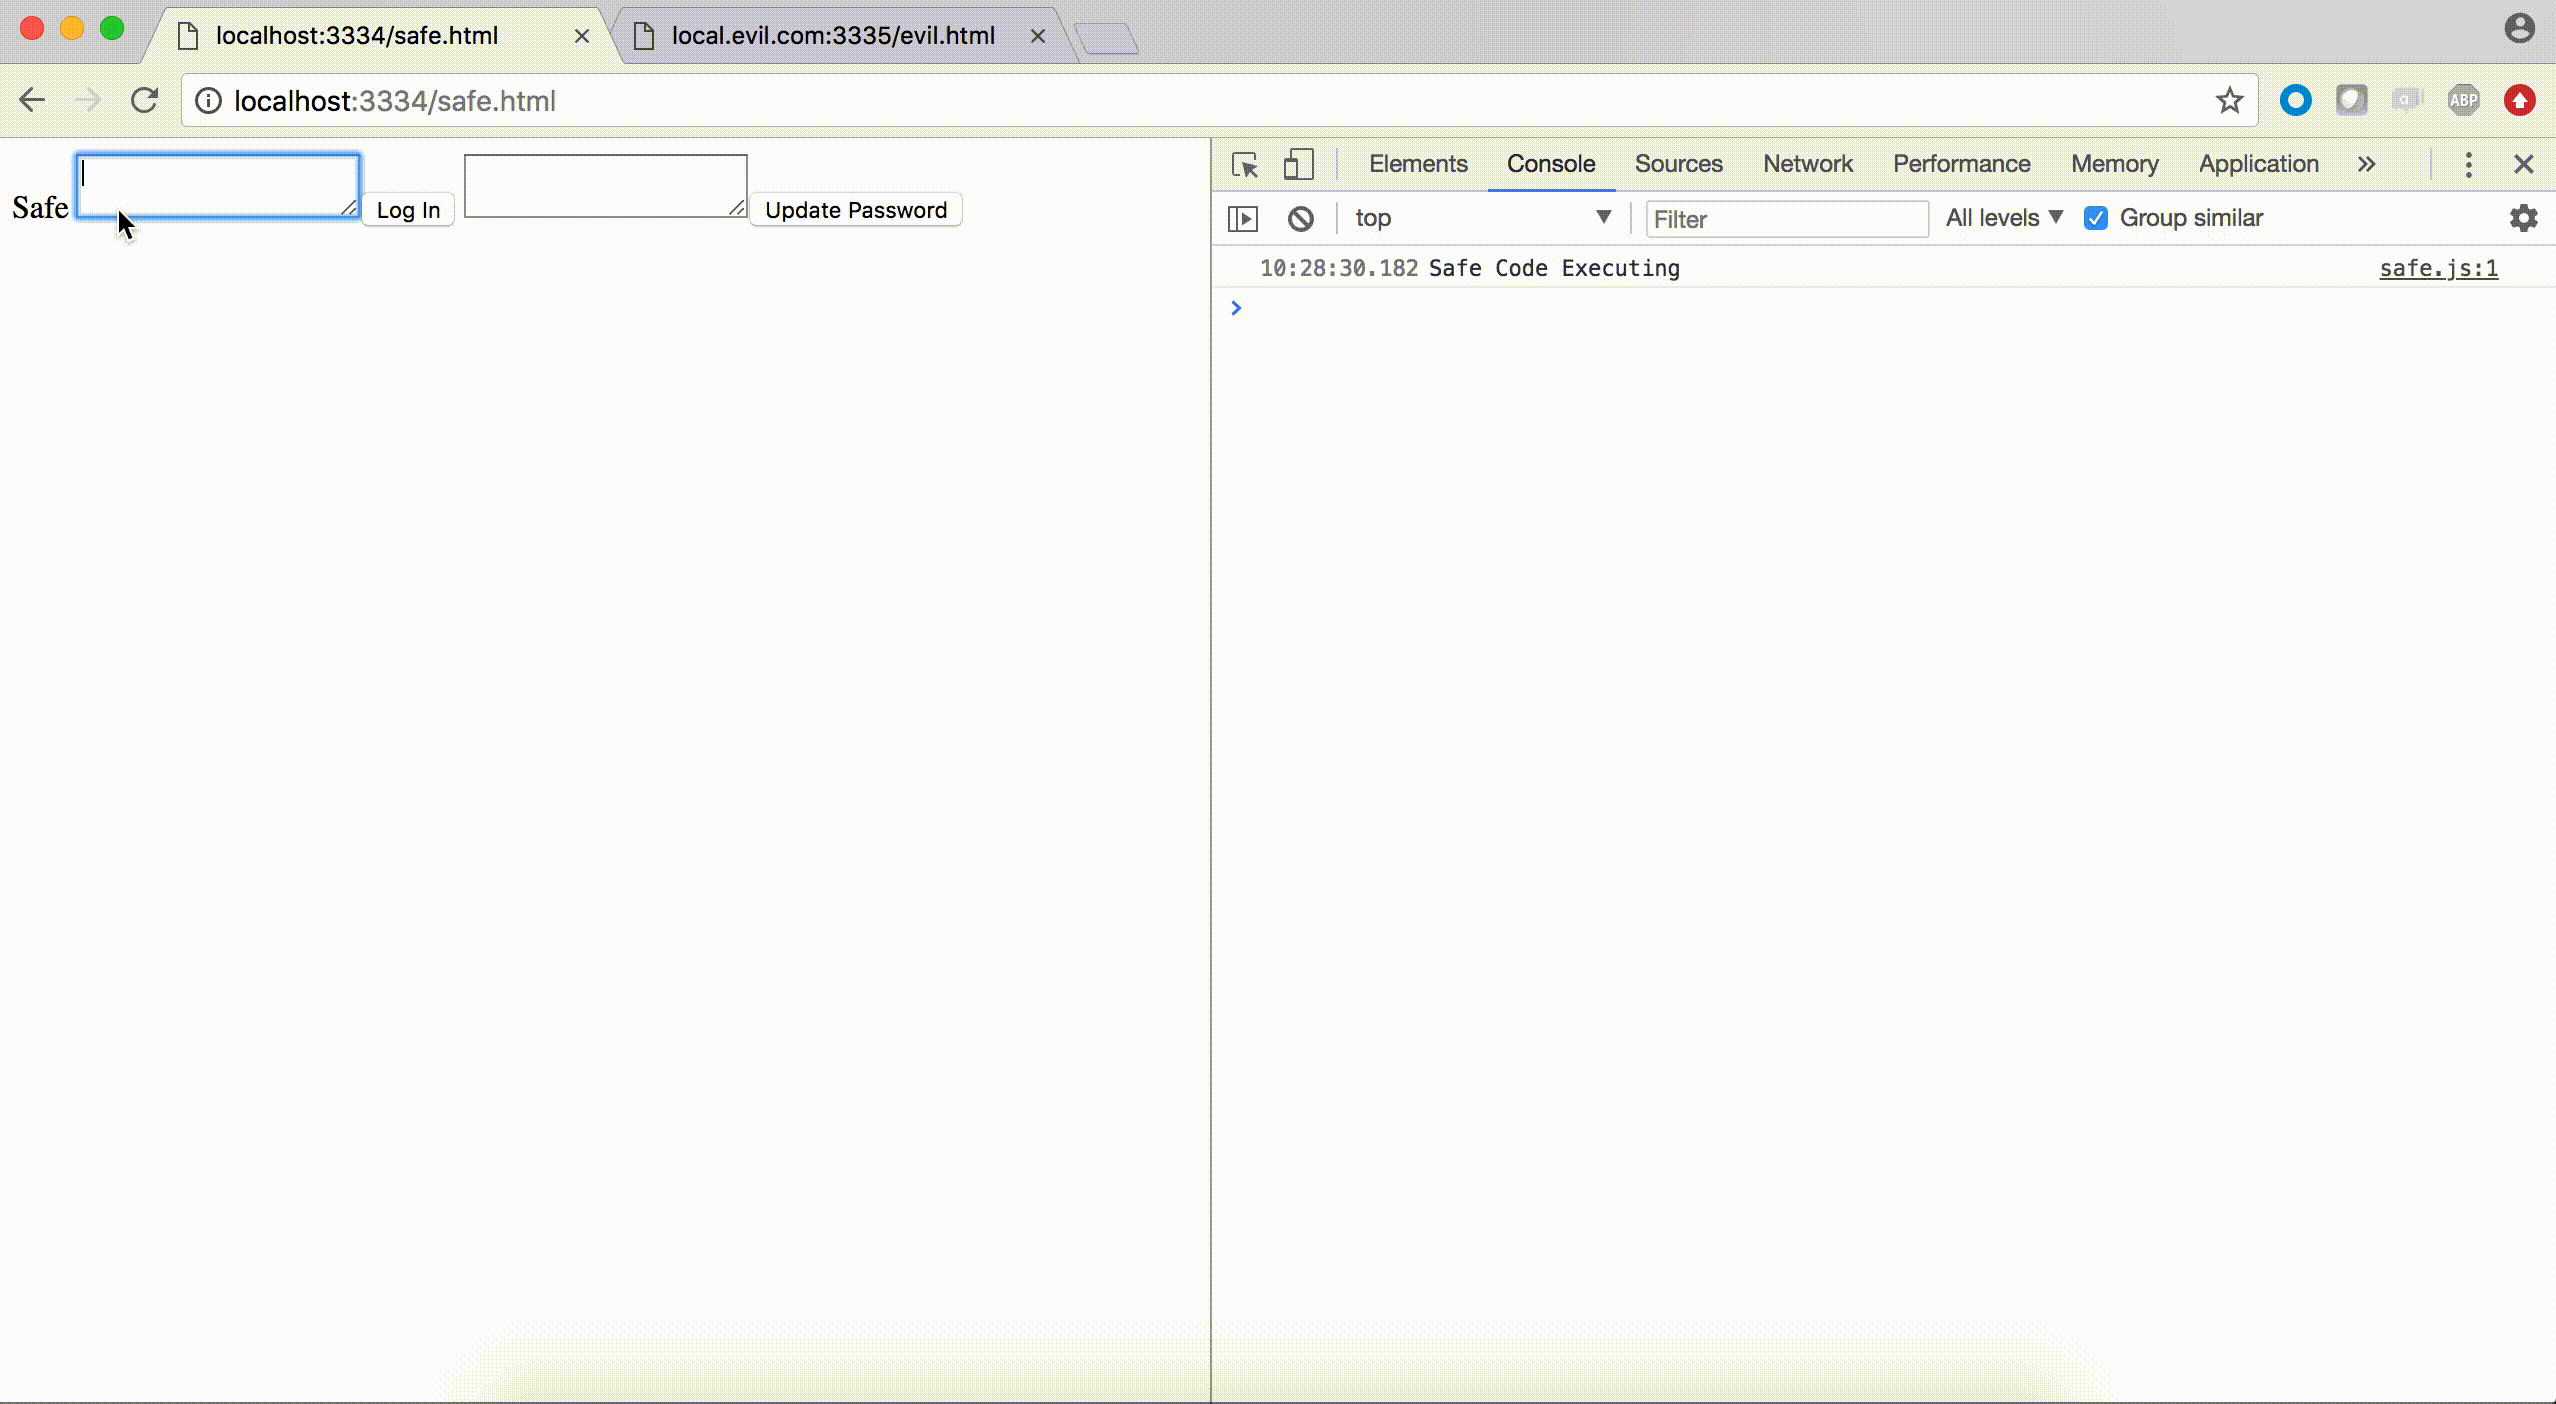 localhost:3334/safe.html
local.evil.com:3335/evil.html
localhost:3334/safe.html
ABP
Safe
Log In
Update Password
Elements Console Sources Network Performance Memory Application
top
Filter
All levels
Group similar
10:28:30.182 Safe Code Executing safe.js:1